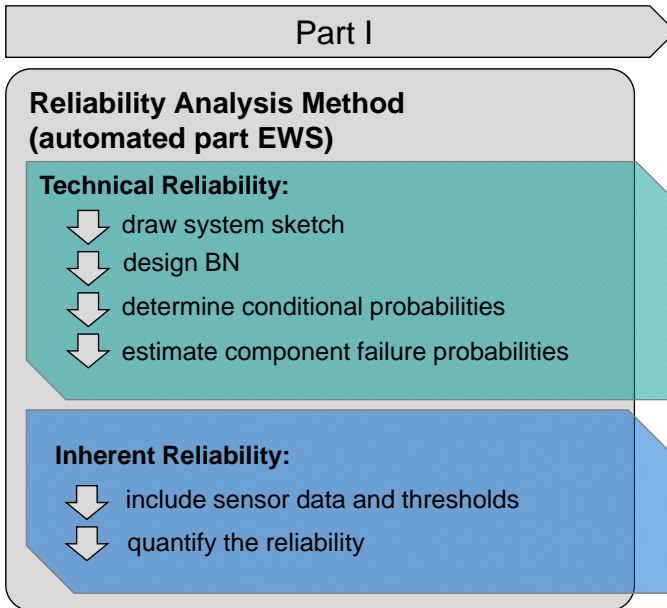 Part I
Reliability Analysis Method
(automated part EWS)
Technical Reliability:
draw system sketch
design BN
determine conditional probabilities
estimate component failure probabilities
Inherent Reliability:
include sensor data and thresholds
quantify the reliability